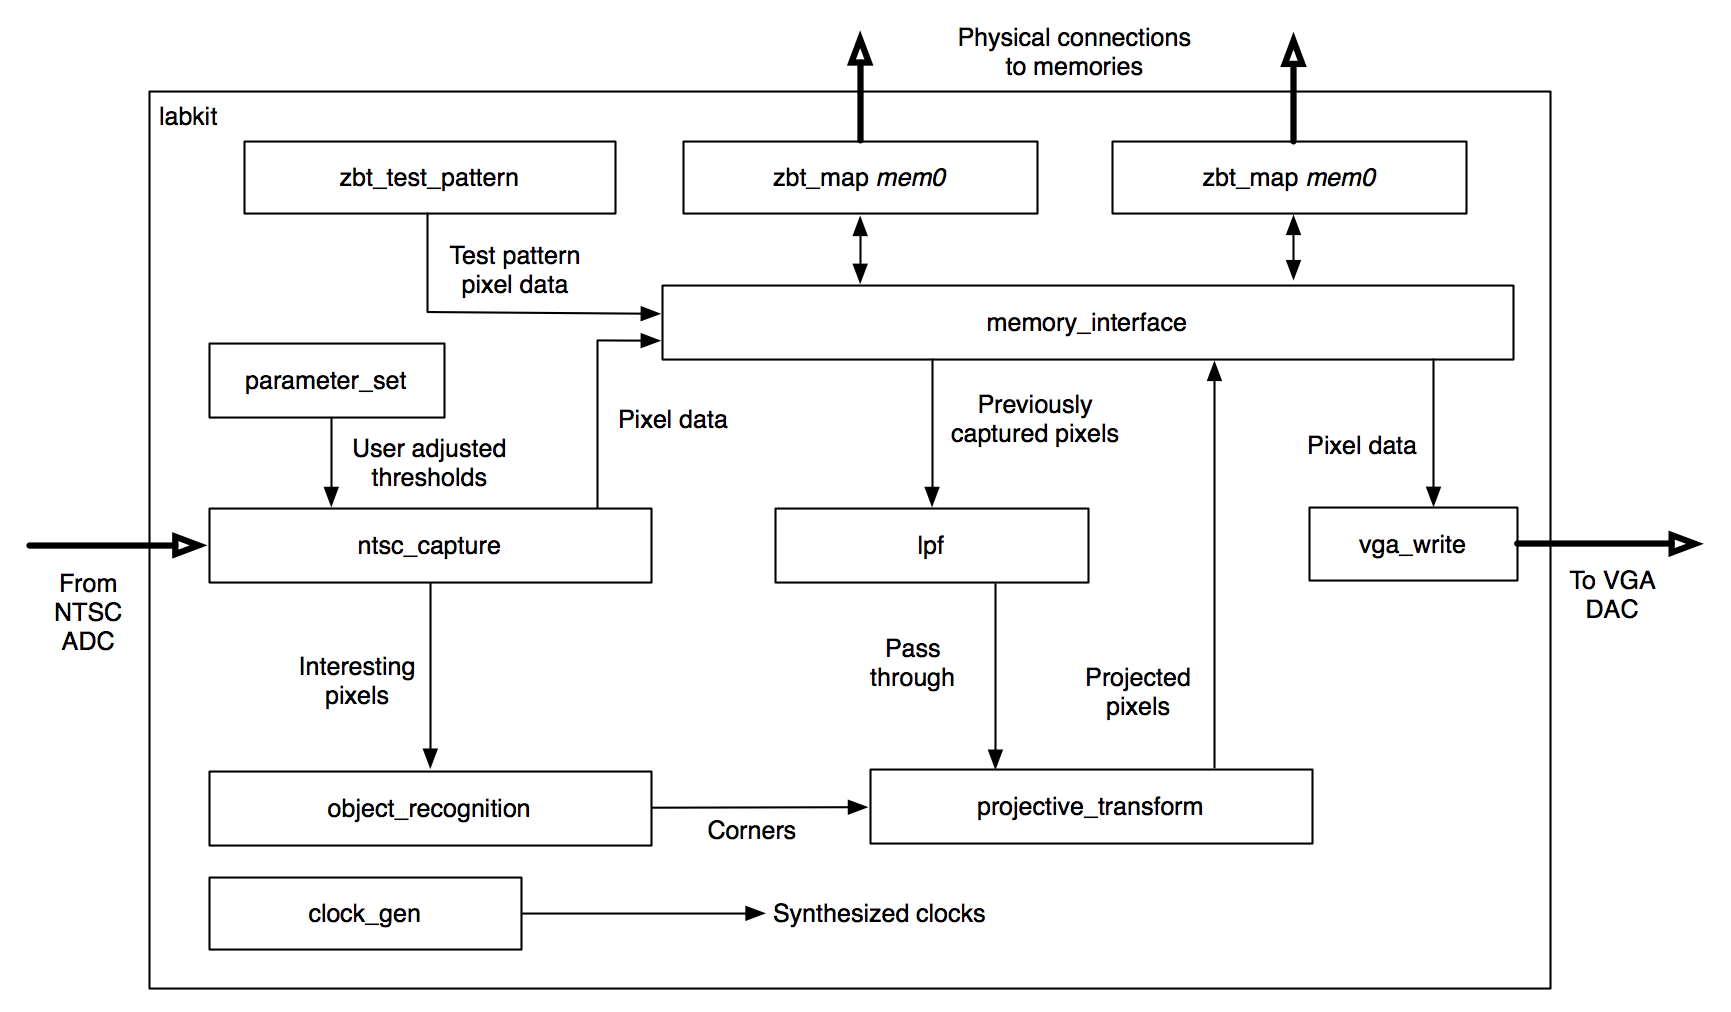 Physical connections
to memories
labkit
zbt_test_pattern
zbt_map mem0
zbt_map mem0
Test pattern
pixel data
memory_interface
parameter_set
Pixel data
Previously
captured pixels
Pixel data
User adjusted
thresholds
ntsc_capture
lpf
vga_write
From
NTSC
ADC
To VGA
DAC
Interesting
pixels
Pass
through
Projected
pixels
object_recognition
Corners
projective_transform
clock_gen
Synthesized clocks